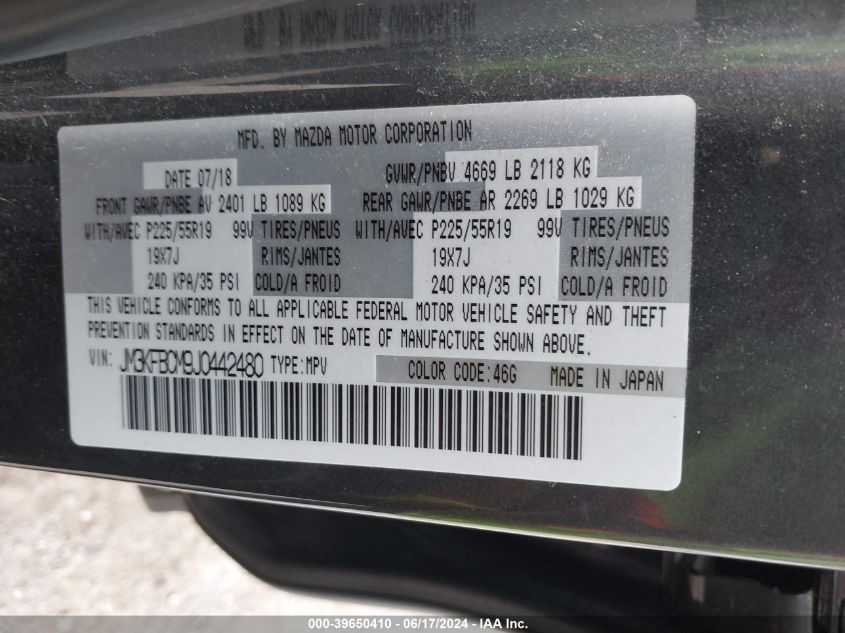 MFD. BY MAZDA MOTOR CORPORATION
DATE 07/18 GVWR/PNBV 4669 LB 2118 KG
FRONT GAWR/PNBE AV 2401 LB 1089 KG REAR GAWR/PNBE AR 2269 LB 1029 KG
WITH/AVEC P225/55R19 99V TIRES/PNEUS WITH/AVEC P225/55R19 99V TIRES/PNEUS
19X7J RIMS/JANTES 19X7J RIMS/JANTES
240 KPA/35 PSI COLD/A FROID 240 KPA/35 PSI COLD/A FROID
THIS VEHICLE CONFORMS TO ALL APPLICABLE FEDERAL MOTOR VEHICLE SAFETY AND THEFT
PREVENTION STANDARDS IN EFFECT ON THE DATE OF MANUFACTURE SHOWN ABOVE.
VIN: JM3KFBCM9J0442480 TYPE:MPV COLOR CODE:46G MADE IN JAPAN
000-39650410 - 06/17/2024 - IAAI.COM